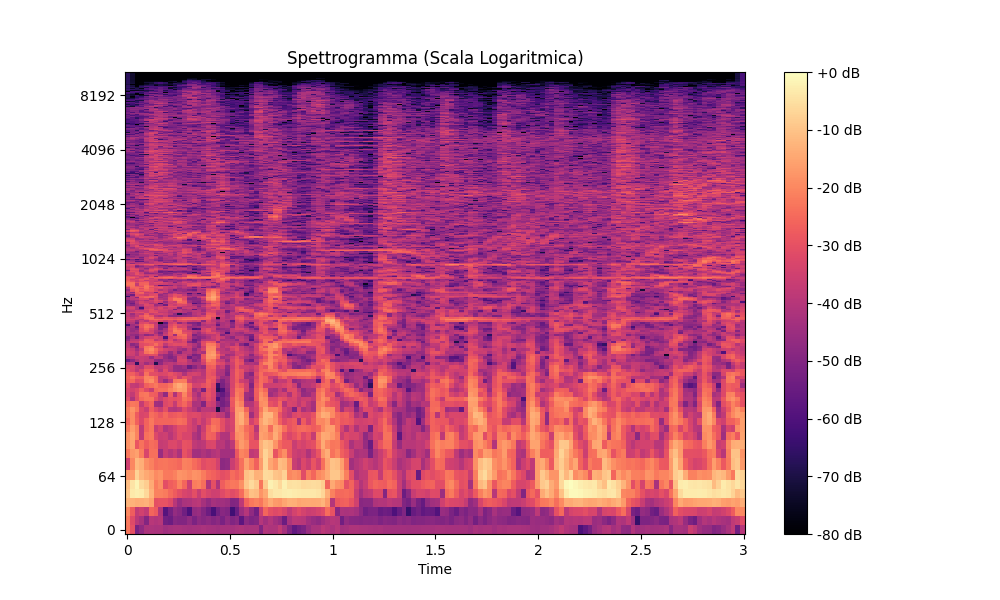 Spettrogramma (Scala Logaritmica)
Hz
8192
4096
2048
1024
512
256
128
64
0
0
0.5
1
1.5
2
2.5
3
Time
+0 dB
-10 dB
-20 dB
-30 dB
-40 dB
-50 dB
-60 dB
-70 dB
-80 dB